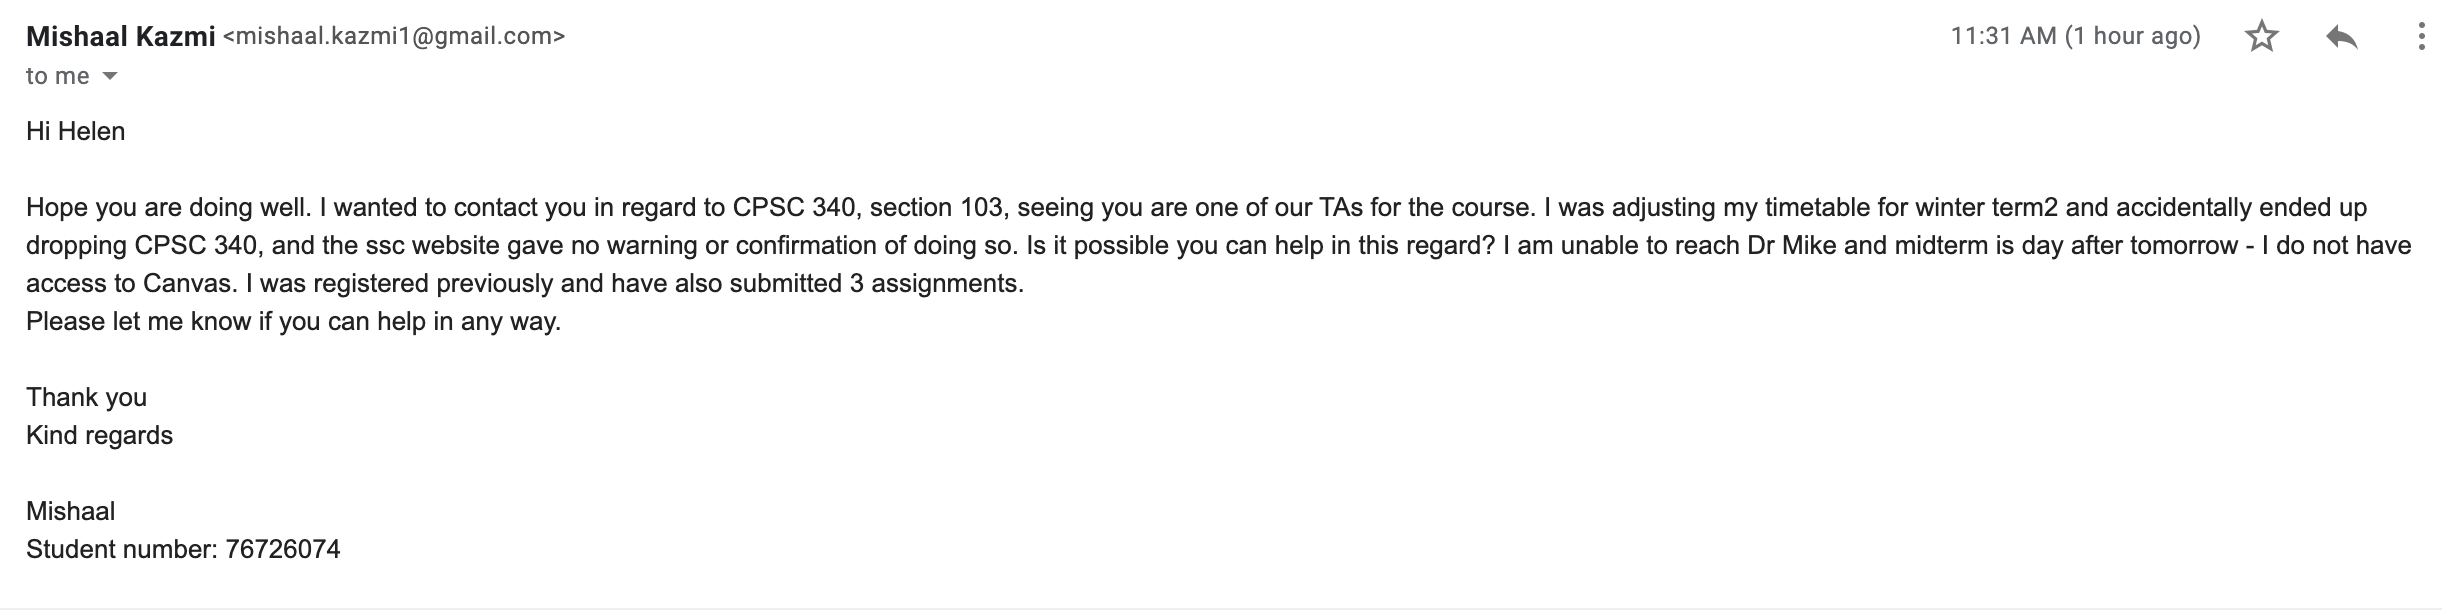 Mishaal Kazmi <mishaal.kazmi1@gmail.com>
11:31 AM (1 hour ago)
to me
Hi Helen
Hope you are doing well. I wanted to contact you in regard to CPSC 340, section 103, seeing you are one of our TAs for the course. I was adjusting my timetable for winter term2 and accidentally ended up
dropping CPSC 340, and the ssc website gave no warning or confirmation of doing so. Is it possible you can help in this regard? I am unable to reach Dr Mike and midterm is day after tomorrow - I do not have
access to Canvas. I was registered previously and have also submitted 3 assignments.
Please let me know if you can help in any way.
Thank you
Kind regards
Mishaal
Student number: 76726074